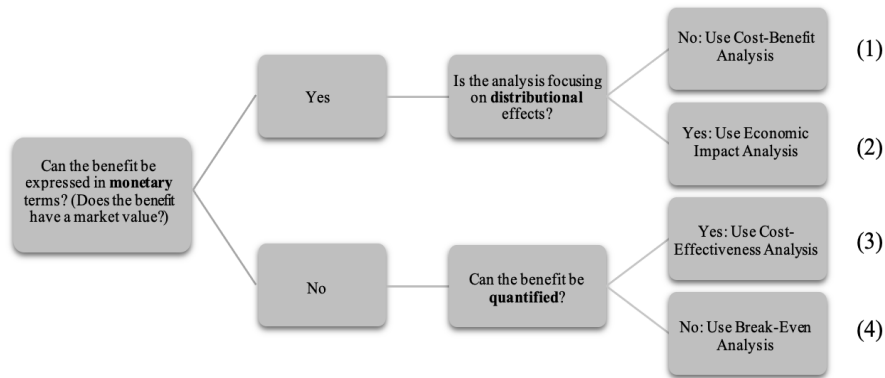 Can the benefit be
expressed in monetary
terms? (Does the benefit
have a market value?)
Yes
Is the analysis focusing
on distributional
effects?
No: Use Cost-Benefit
Analysis
(1)
Yes: Use Economic
Impact Analysis
(2)
No
Can the benefit be
quantified?
Yes: Use Cost-
Effectiveness Analysis
(3)
No: Use Break-Even
Analysis
(4)